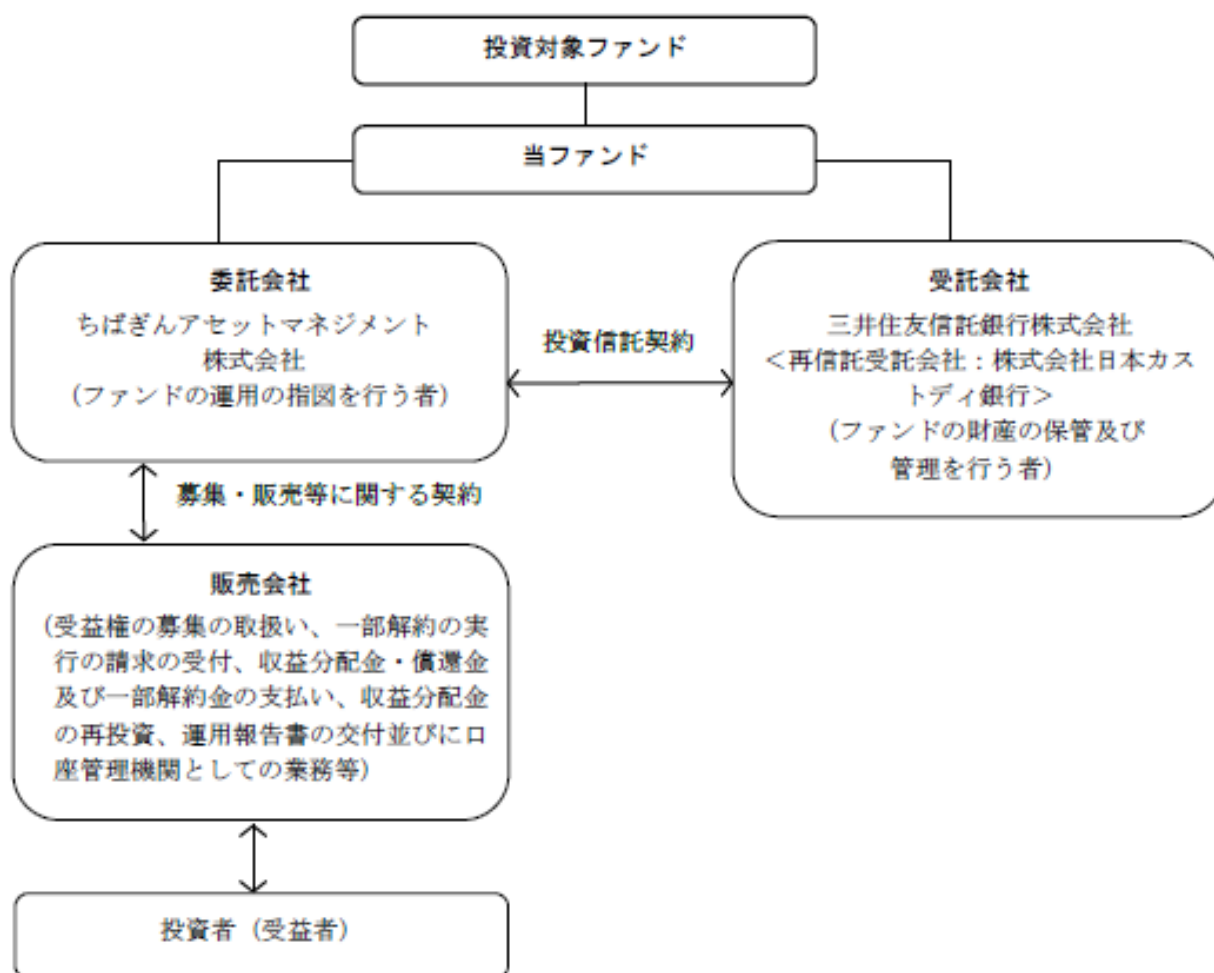 投資対象ファンド
当ファンド
委託会社
ちばぎんアセットマネジメント
株式会社
(ファンドの運用の指図を行う者)
投資信託契約
受託会社
三井住友信託銀行株式会社
<再信託受託会社：株式会社日本カス
トディ銀行>
(ファンドの財産の保管及び
管理を行う者)
募集・販売等に関する契約
販売会社
(受益権の募集の取扱い、一部解約の実
行の請求の受付、収益分配金・償還金
及び一部解約金の支払い、収益分配金
の再投資、運用報告書の交付並びに口
座管理機関としての業務等)
投資者 (受益者)